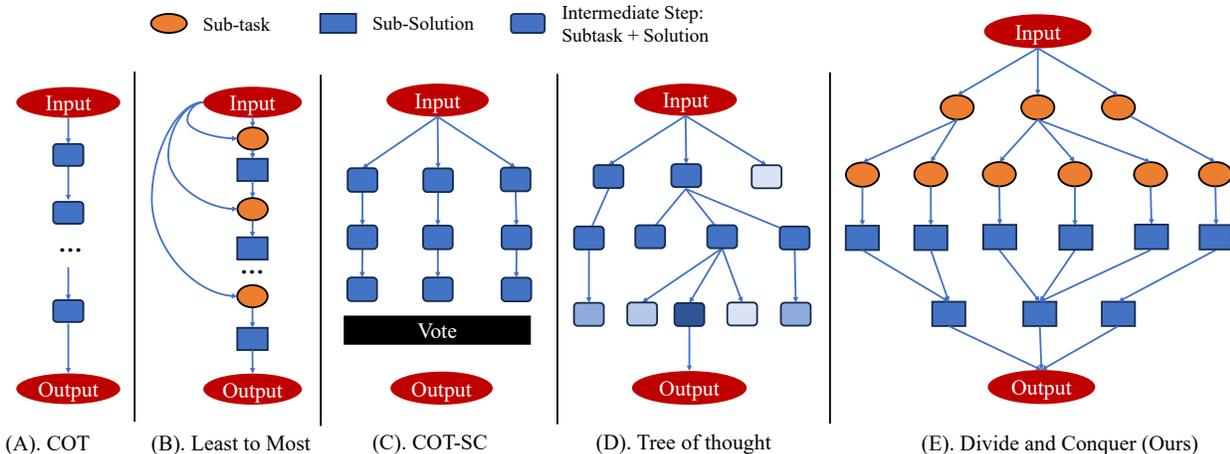 Sub-task
Sub-Solution
Intermediate Step:
Subtask + Solution
Input
Input
Input
Input
Input
...
...
Vote
Output
Output
Output
Output
Output
(A). COT
(B). Least to Most
(C). COT-SC
(D). Tree of thought
(E). Divide and Conquer (Ours)